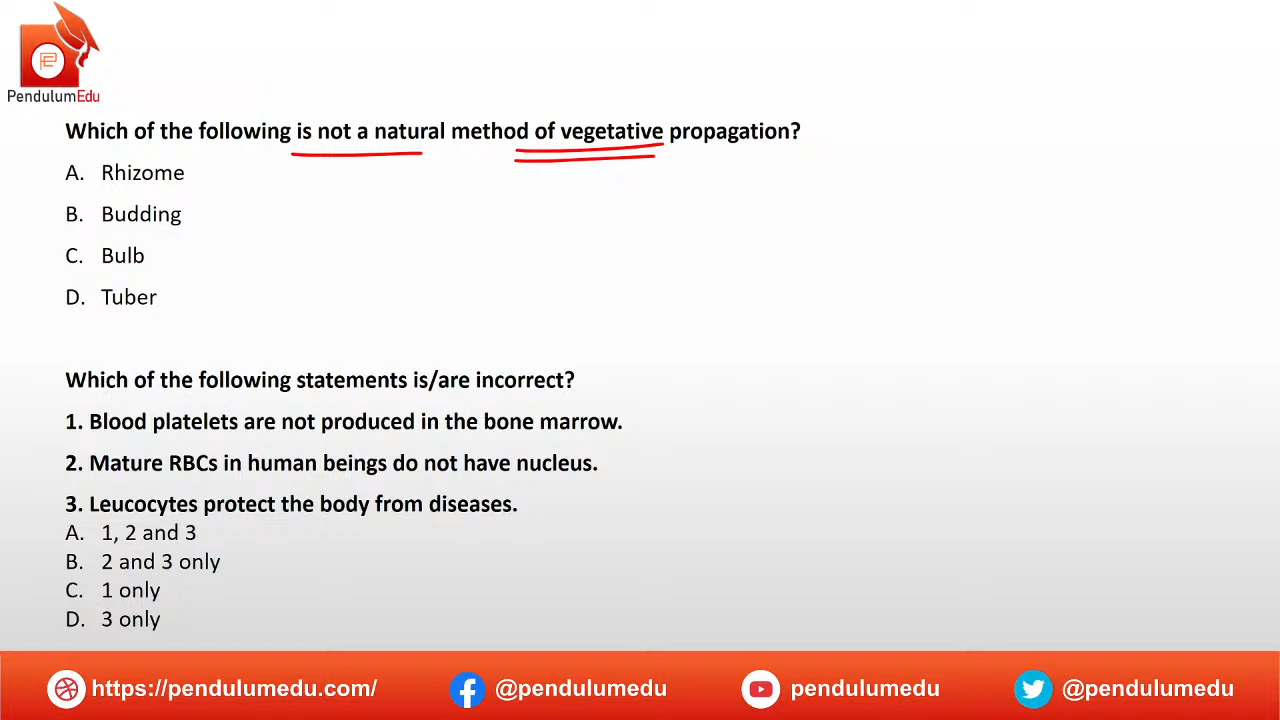 PendulumEdu
Which of the following is not a natural method of vegetative propagation?
A. Rhizome
B. Budding
C. Bulb
D. Tuber
Which of the following statements is/are incorrect?
1. Blood platelets are not produced in the bone marrow.
2. Mature RBCs in human beings do not have nucleus.
3. Leucocytes protect the body from diseases.
A. 1, 2 and 3
B. 2 and 3 only
C. 1 only
D. 3 only
https://pendulumedu.com/ @pendulumedu pendulumedu @pendulumedu